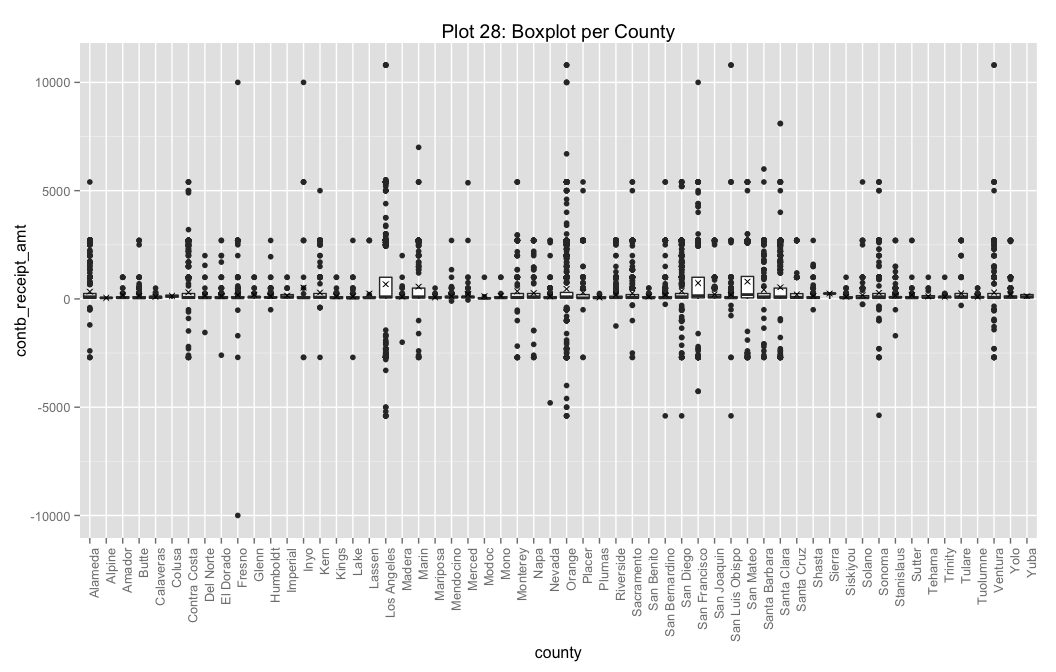 Plot 28: Boxplot per County
contb_receipt_amt
10000
5000
0
-5000
-10000
Alameda
Alpine
Amador
Butte
Calaveras
Colusa
Contra Costa
Del Norte
El Dorado
Fresno
Glenn
Humboldt
Imperial
Inyo
Kern
Kings
Lake
Lassen
Los Angeles
Madera
Marin
Mariposa
Mendocino
Merced
Modoc
Mono
Monterey
Napa
Nevada
Orange
Placer
Plumas
Riverside
Sacramento
San Benito
San Bernardino
San Diego
San Francisco
San Joaquin
San Luis Obispo
San Mateo
Santa Barbara
Santa Clara
Santa Cruz
Shasta
Sierra
Siskiyou
Solano
Sonoma
Stanislaus
Sutter
Tehama
Trinity
Tulare
Tuolumne
Ventura
Yolo
Yuba
county